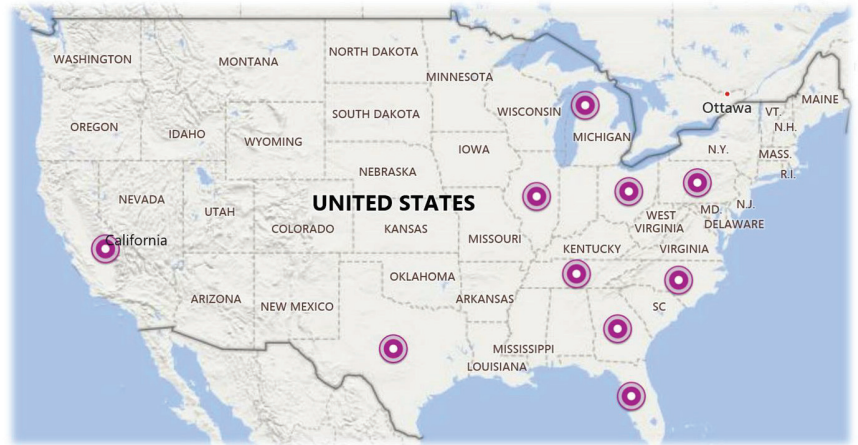 WASHINGTON
MONTANA
NORTH DAKOTA
MINNESOTA
MAINE
Ottawa
VT.
WISCONSIN
SOUTH DAKOTA
OREGON
IDAHO
N.H.
MICHIGAN
WYOMING
IOWA
N.Y.
MASS.
NEBRASKA
R.I.
NEVADA
UTAH
UNITED STATES
N.J.
MD.
WEST
VIRGINIA
DELAWARE
COLORADO
KANSAS
MISSOURI
California
KENTUCKY
VIRGINIA
OKLAHOMA
ARIZONA
NEW MEXICO
ARKANSAS
SC
MISSISSIPPI
LOUISIANA